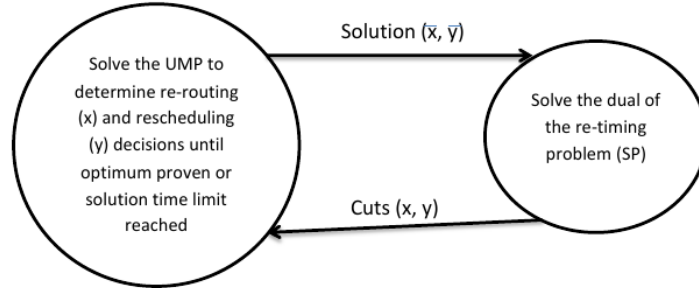 Solution (x̅, y̅)
Solve the UMP to
determine re-routing
(x) and rescheduling
(y) decisions until
optimum proven or
solution time limit
reached
Solve the dual of
the re-timing
problem (SP)
Cuts (x, y)